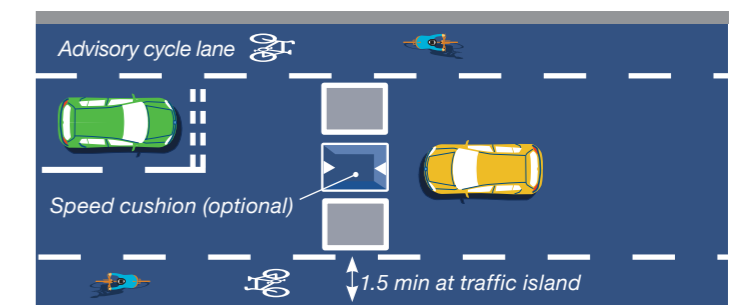 Advisory cycle lane
Speed cushion (optional)
1.5 min at traffic island